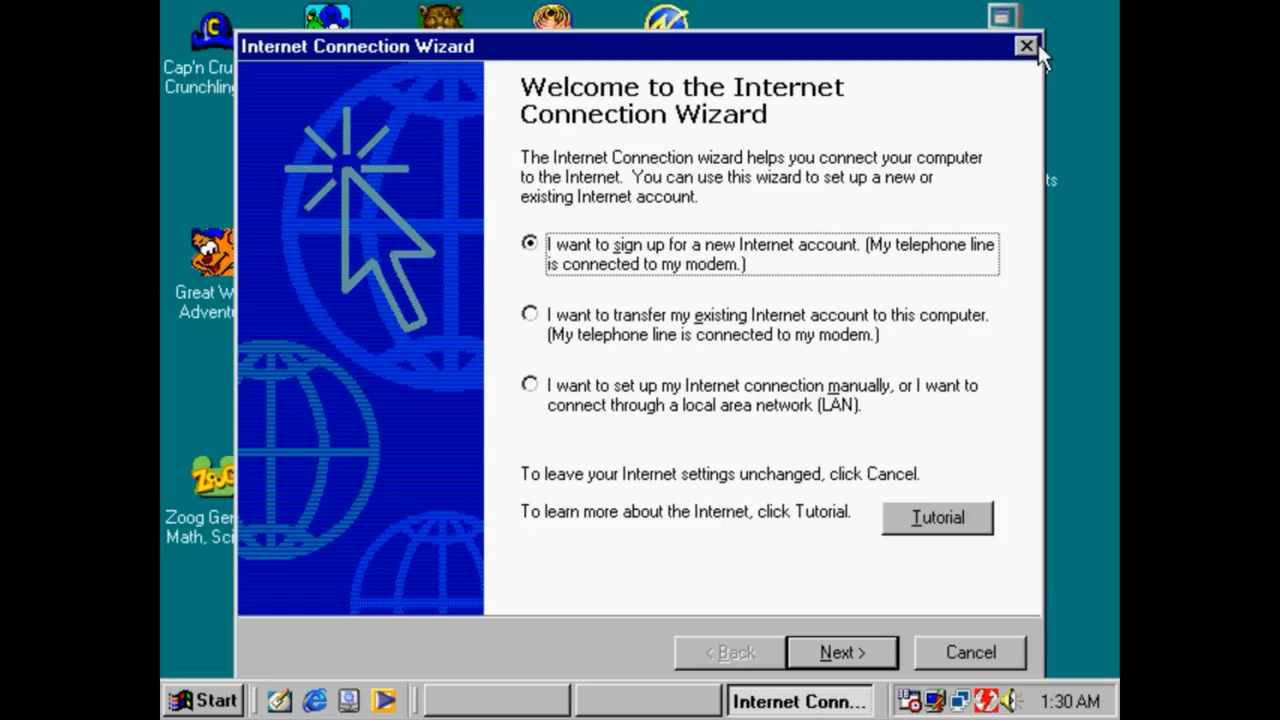 Internet Connection Wizard
Cap'n Cru
Crunchling
Welcome to the Internet
Connection Wizard
The Internet Connection wizard helps you connect your computer
to the Internet. You can use this wizard to set up a new or
existing Internet account.
ts
I want to sign up for a new Internet account. (My telephone line
is connected to my modem.)
Great W
Adventu
I want to transfer my existing Internet account to this computer.
(My telephone line is connected to my modem.)
I want to set up my Internet connection manually, or I want to
connect through a local area network (LAN).
To leave your Internet settings unchanged, click Cancel.
To learn more about the Internet, click Tutorial.
Tutorial
Zoog Ger
Math, Sci
< Back
Next >
Cancel
Start
Internet Conn...
1:30 AM